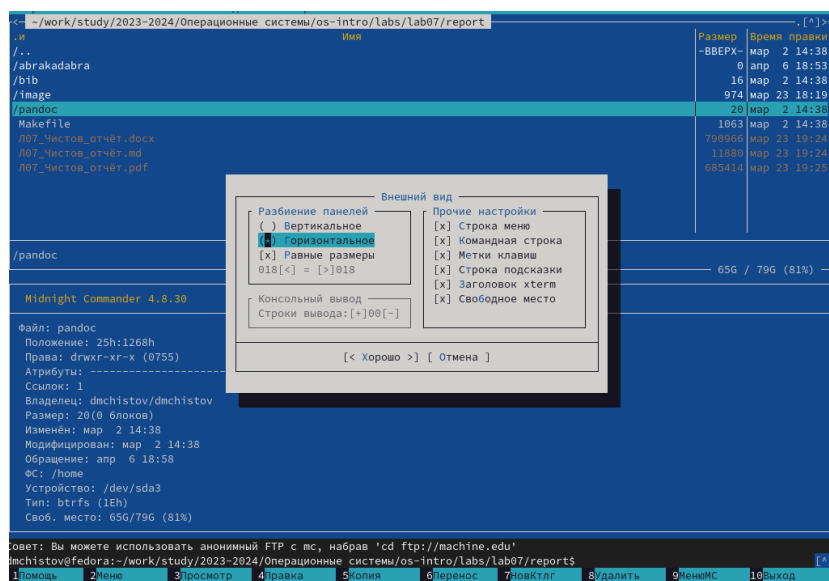 <— ~/work/study/2023-2024/Операционные системы/os-intro/labs/lab07/report —.[^]>
.и Имя Размер Время правки
/.. -ВВЕРХ- мар 2 14:38
/abrakadabra 0 апр 6 18:53
/bib 16 мар 2 14:38
/image 974 мар 23 18:19
/pandoc 20 мар 2 14:38
Makefile 1063 мар 2 14:38
Л07_Чистов_отчёт.docx 798966 мар 23 19:24
Л07_Чистов_отчёт.md 11880 мар 23 19:24
Л07_Чистов_отчёт.pdf 685414 мар 23 19:25
/pandoc
65G / 79G (81%)
Внешний вид
Разбиение панелей
( ) Вертикальное
(*) Горизонтальное
[x] Равные размеры
018[<] = [>]018
Консольный вывод
Строки вывода:[+]00[-]
Прочие настройки
[x] Строка меню
[x] Командная строка
[x] Метки клавиш
[x] Строка подсказки
[x] Заголовок xterm
[x] Свободное место
[< Хорошо >] [ Отмена ]
Midnight Commander 4.8.30
Файл: pandoc
Положение: 25h:1268h
Права: drwxr-xr-x (0755)
Атрибуты: ----------------------
Ссылок: 1
Владелец: dmchistov/dmchistov
Размер: 20(0 блоков)
Изменён: мар 2 14:38
Модифицирован: мар 2 14:38
Обращение: апр 6 18:58
ФС: /home
Устройство: /dev/sda3
Тип: btrfs (1Eh)
Своб. место: 65G/79G (81%)
Совет: Вы можете использовать анонимный FTP с mc, набрав 'cd ftp://machine.edu'
dmchistov@fedora:~/work/study/2023-2024/Операционные системы/os-intro/labs/lab07/report$ [^
1Помощь 2Меню 3Просмотр 4Правка 5Копия 6Перенос 7НовКтлг 8Удалить 9МенюМС 10Выход